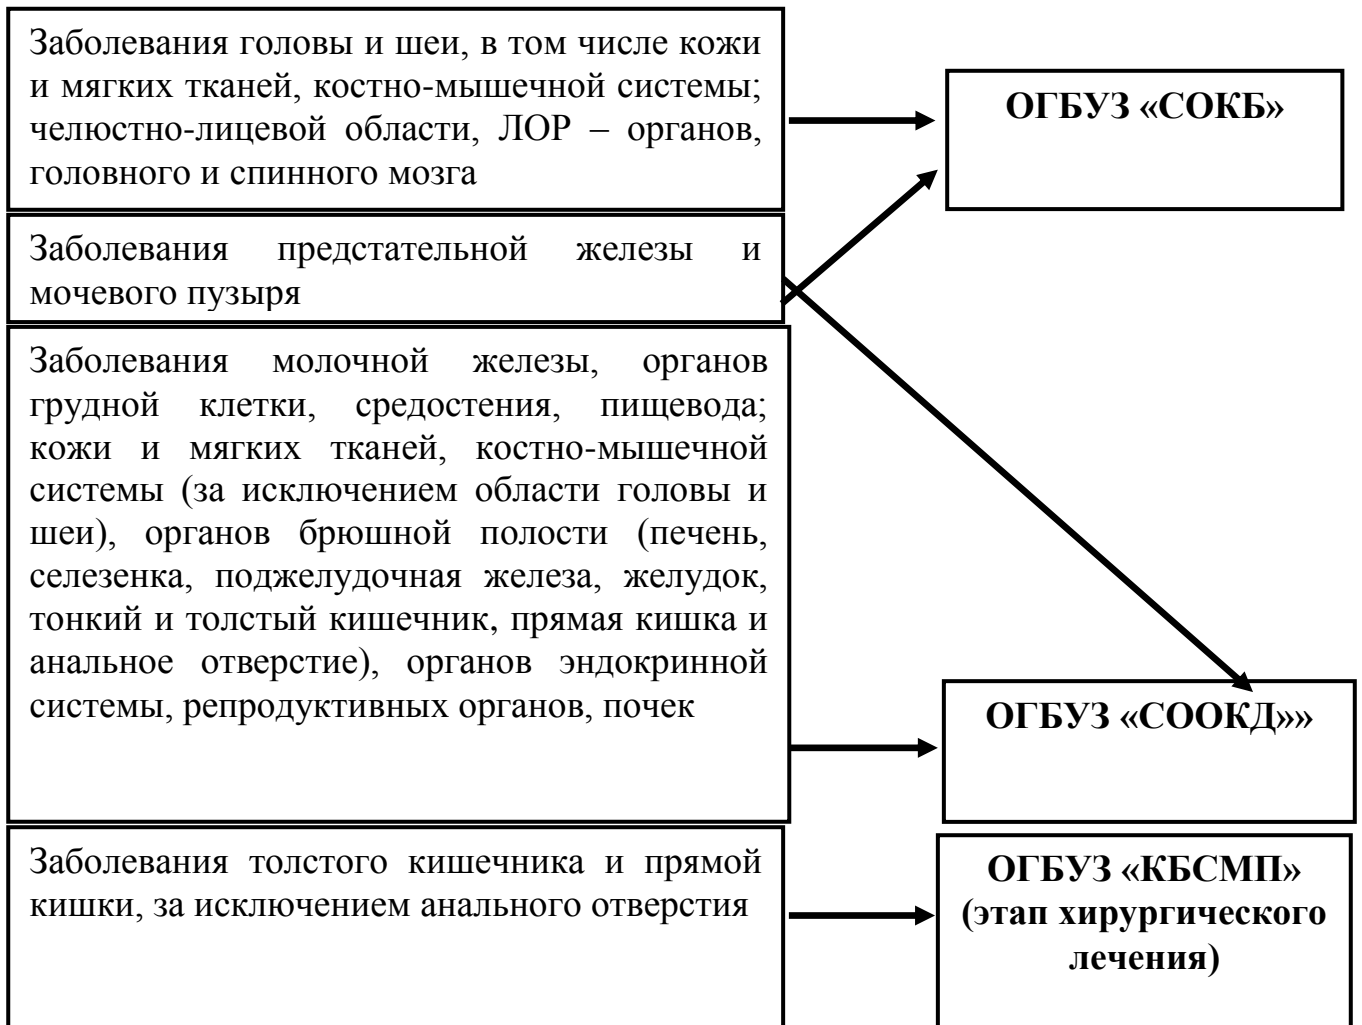 Заболевания головы и шеи, в том числе кожи
и мягких тканей, костно-мышечной системы;
челюстно-лицевой области, ЛОР – органов,
головного и спинного мозга
ОГБУЗ «СОКБ»
Заболевания предстательной железы и
мочевого пузыря
Заболевания молочной железы, органов
грудной клетки, средостения, пищевода;
кожи и мягких тканей, костно-мышечной
системы (за исключением области головы и
шеи), органов брюшной полости (печень,
селезенка, поджелудочная железа, желудок,
тонкий и толстый кишечник, прямая кишка и
анальное отверстие), органов эндокринной
системы, репродуктивных органов, почек
ОГБУЗ «СООКД»»
Заболевания толстого кишечника и прямой
кишки, за исключением анального отверстия
ОГБУЗ «КБСМП»
(этап хирургического
лечения)